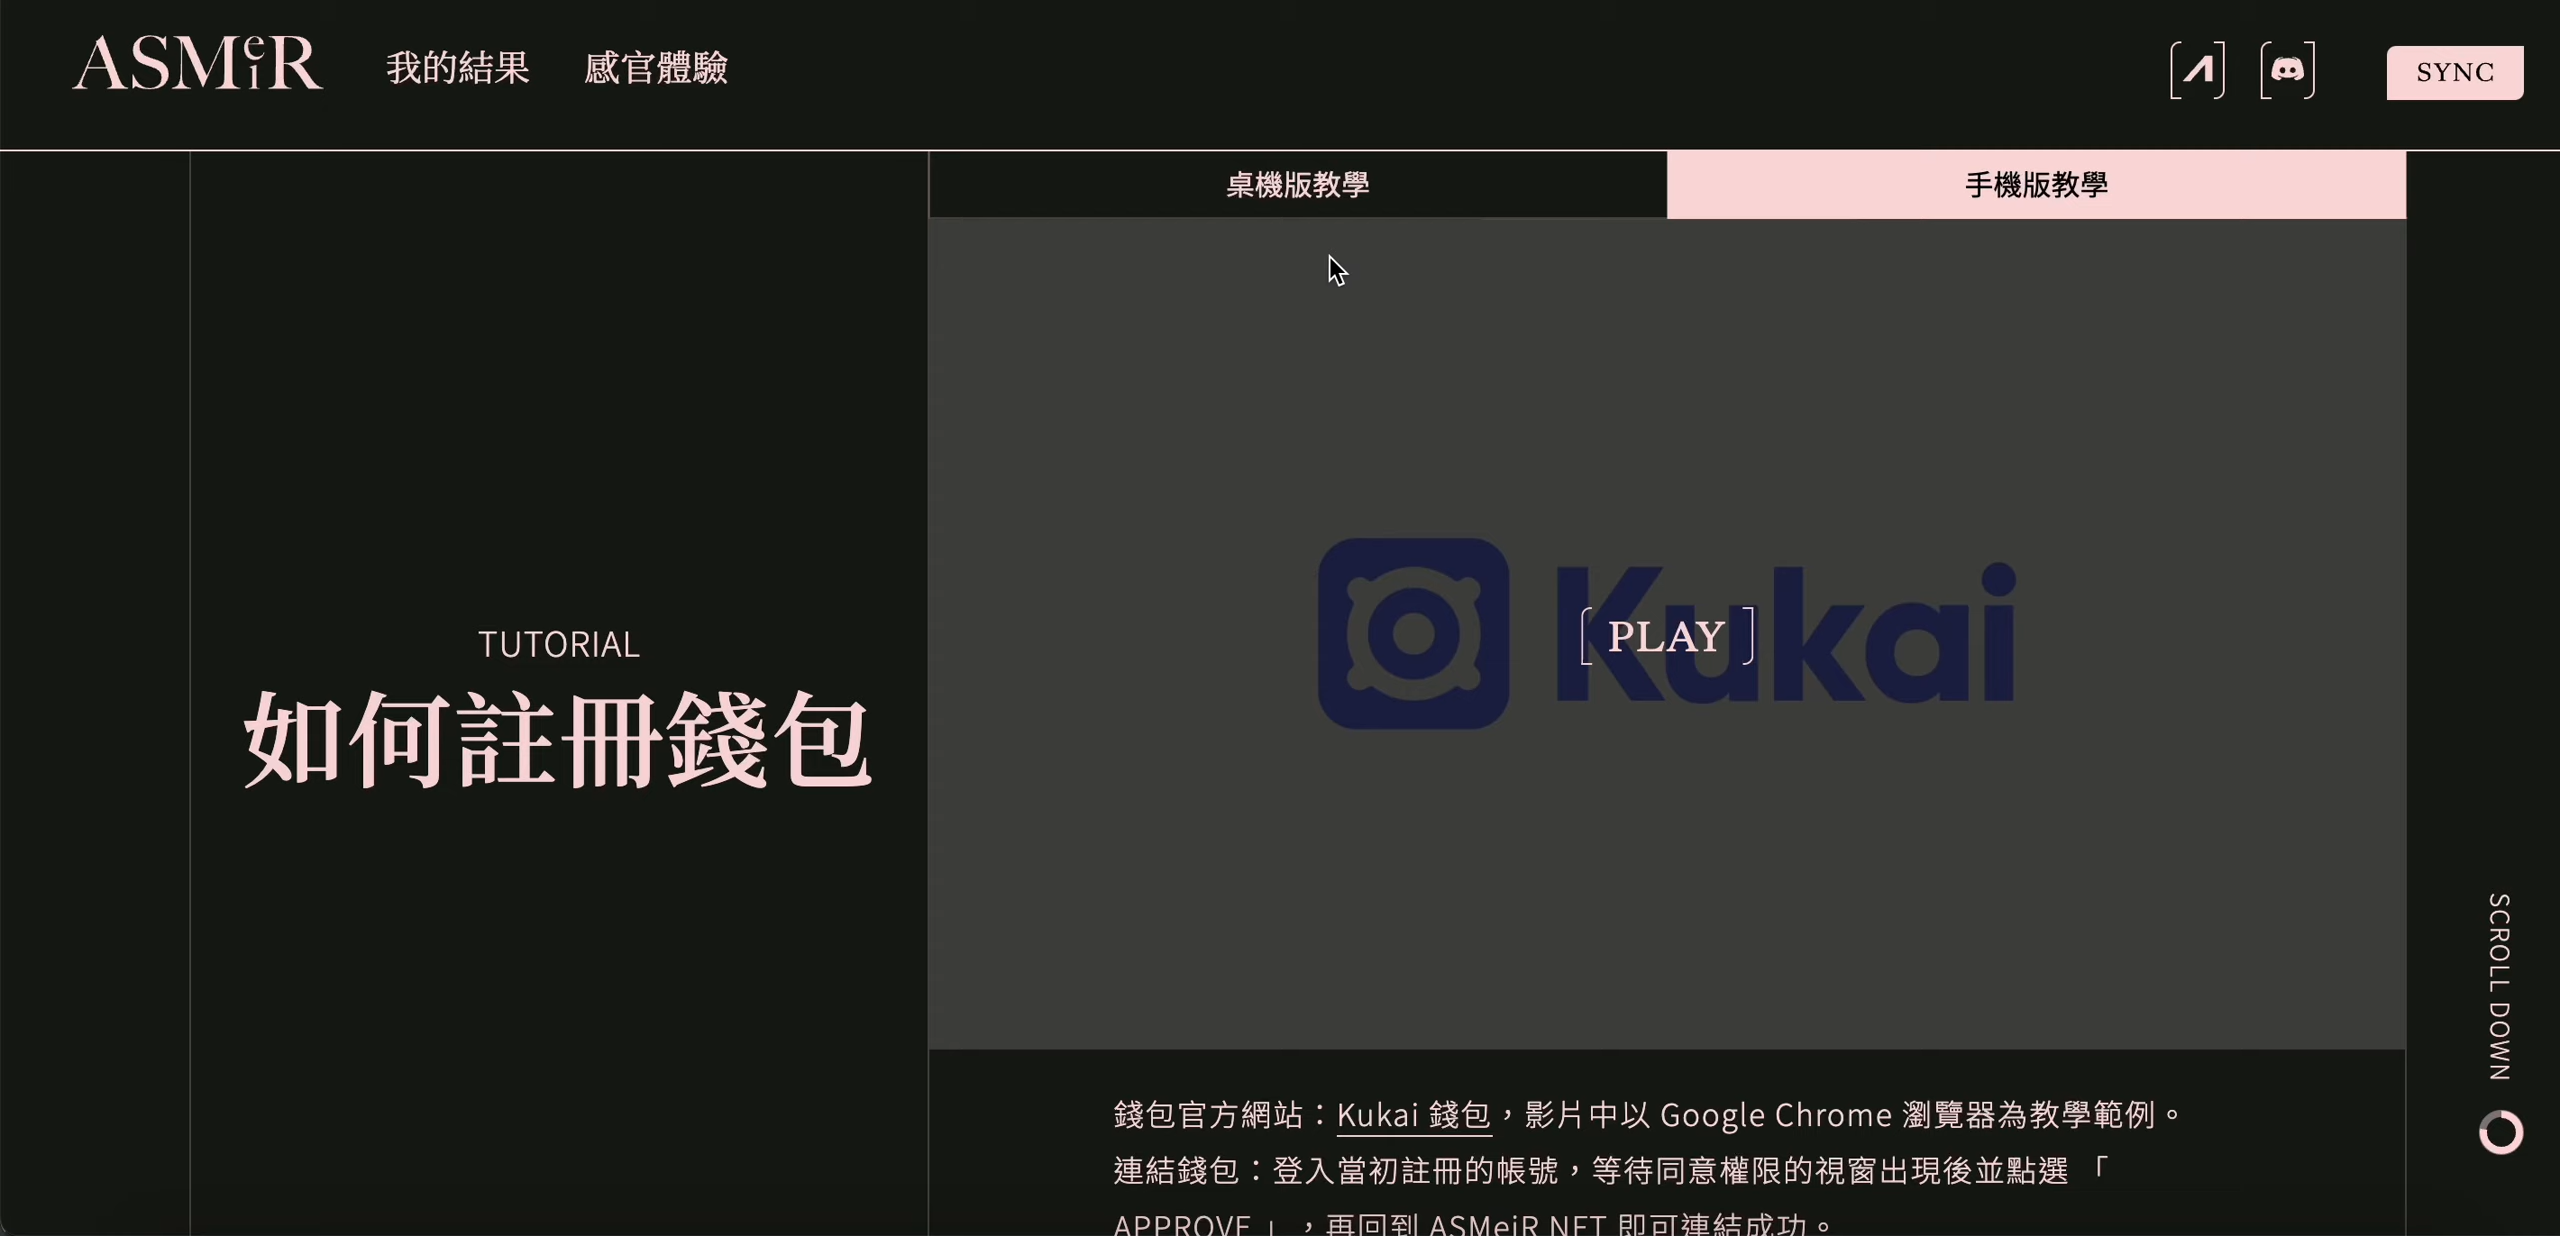 ASMeiR
我的結果
感官體驗
SYNC
桌機版教學
手機版教學
TUTORIAL
如何註冊錢包
Kukai
PLAY
錢包官方網站：Kukai 錢包，影片中以 Google Chrome 瀏覽器為教學範例。
連結錢包：登入當初註冊的帳號，等待同意權限的視窗出現後並點選 「
APPROVE 」，再回到 ASMeiR NFT 即可連結成功。
SCROLL DOWN